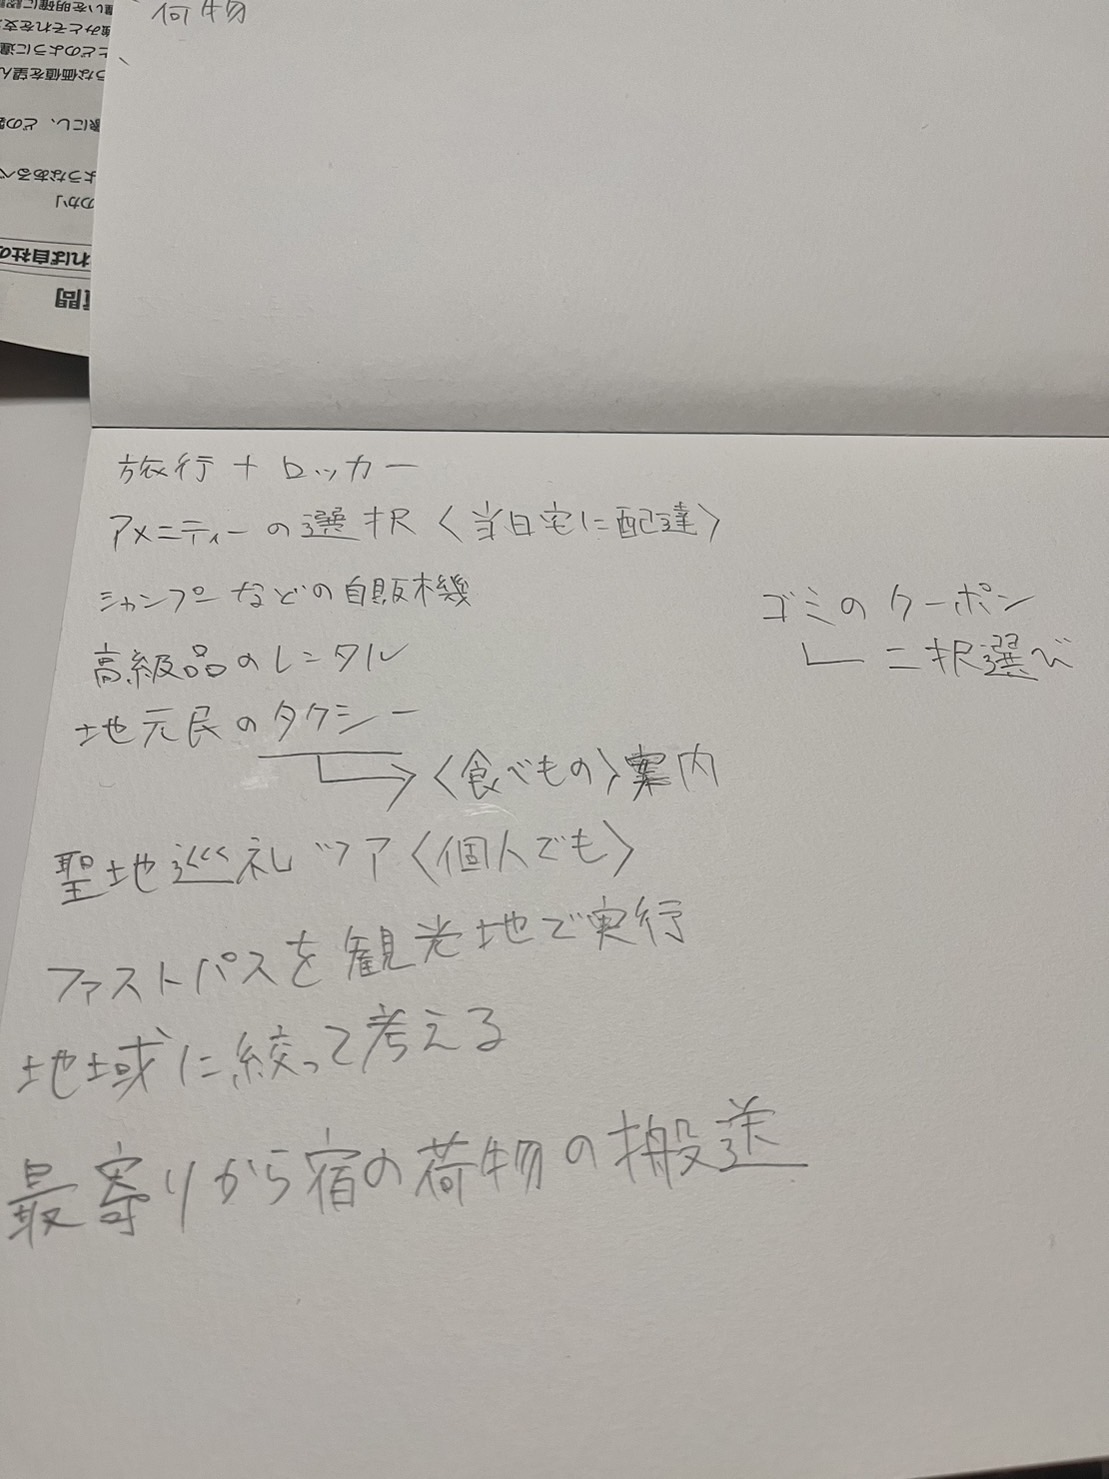 荷物
旅行＋ロッカー
アメニティーの選択〈当日宅に配達〉
シャンプーなどの自販機
高級品のレンタル
地元民のタクシー
〈食べもの〉案内
聖地巡礼ツアー〈個人でも〉
ファストパスを観光地で実行
地域に絞って考える
最寄りから宿の荷物の搬送
ゴミのクーポン
二択選び